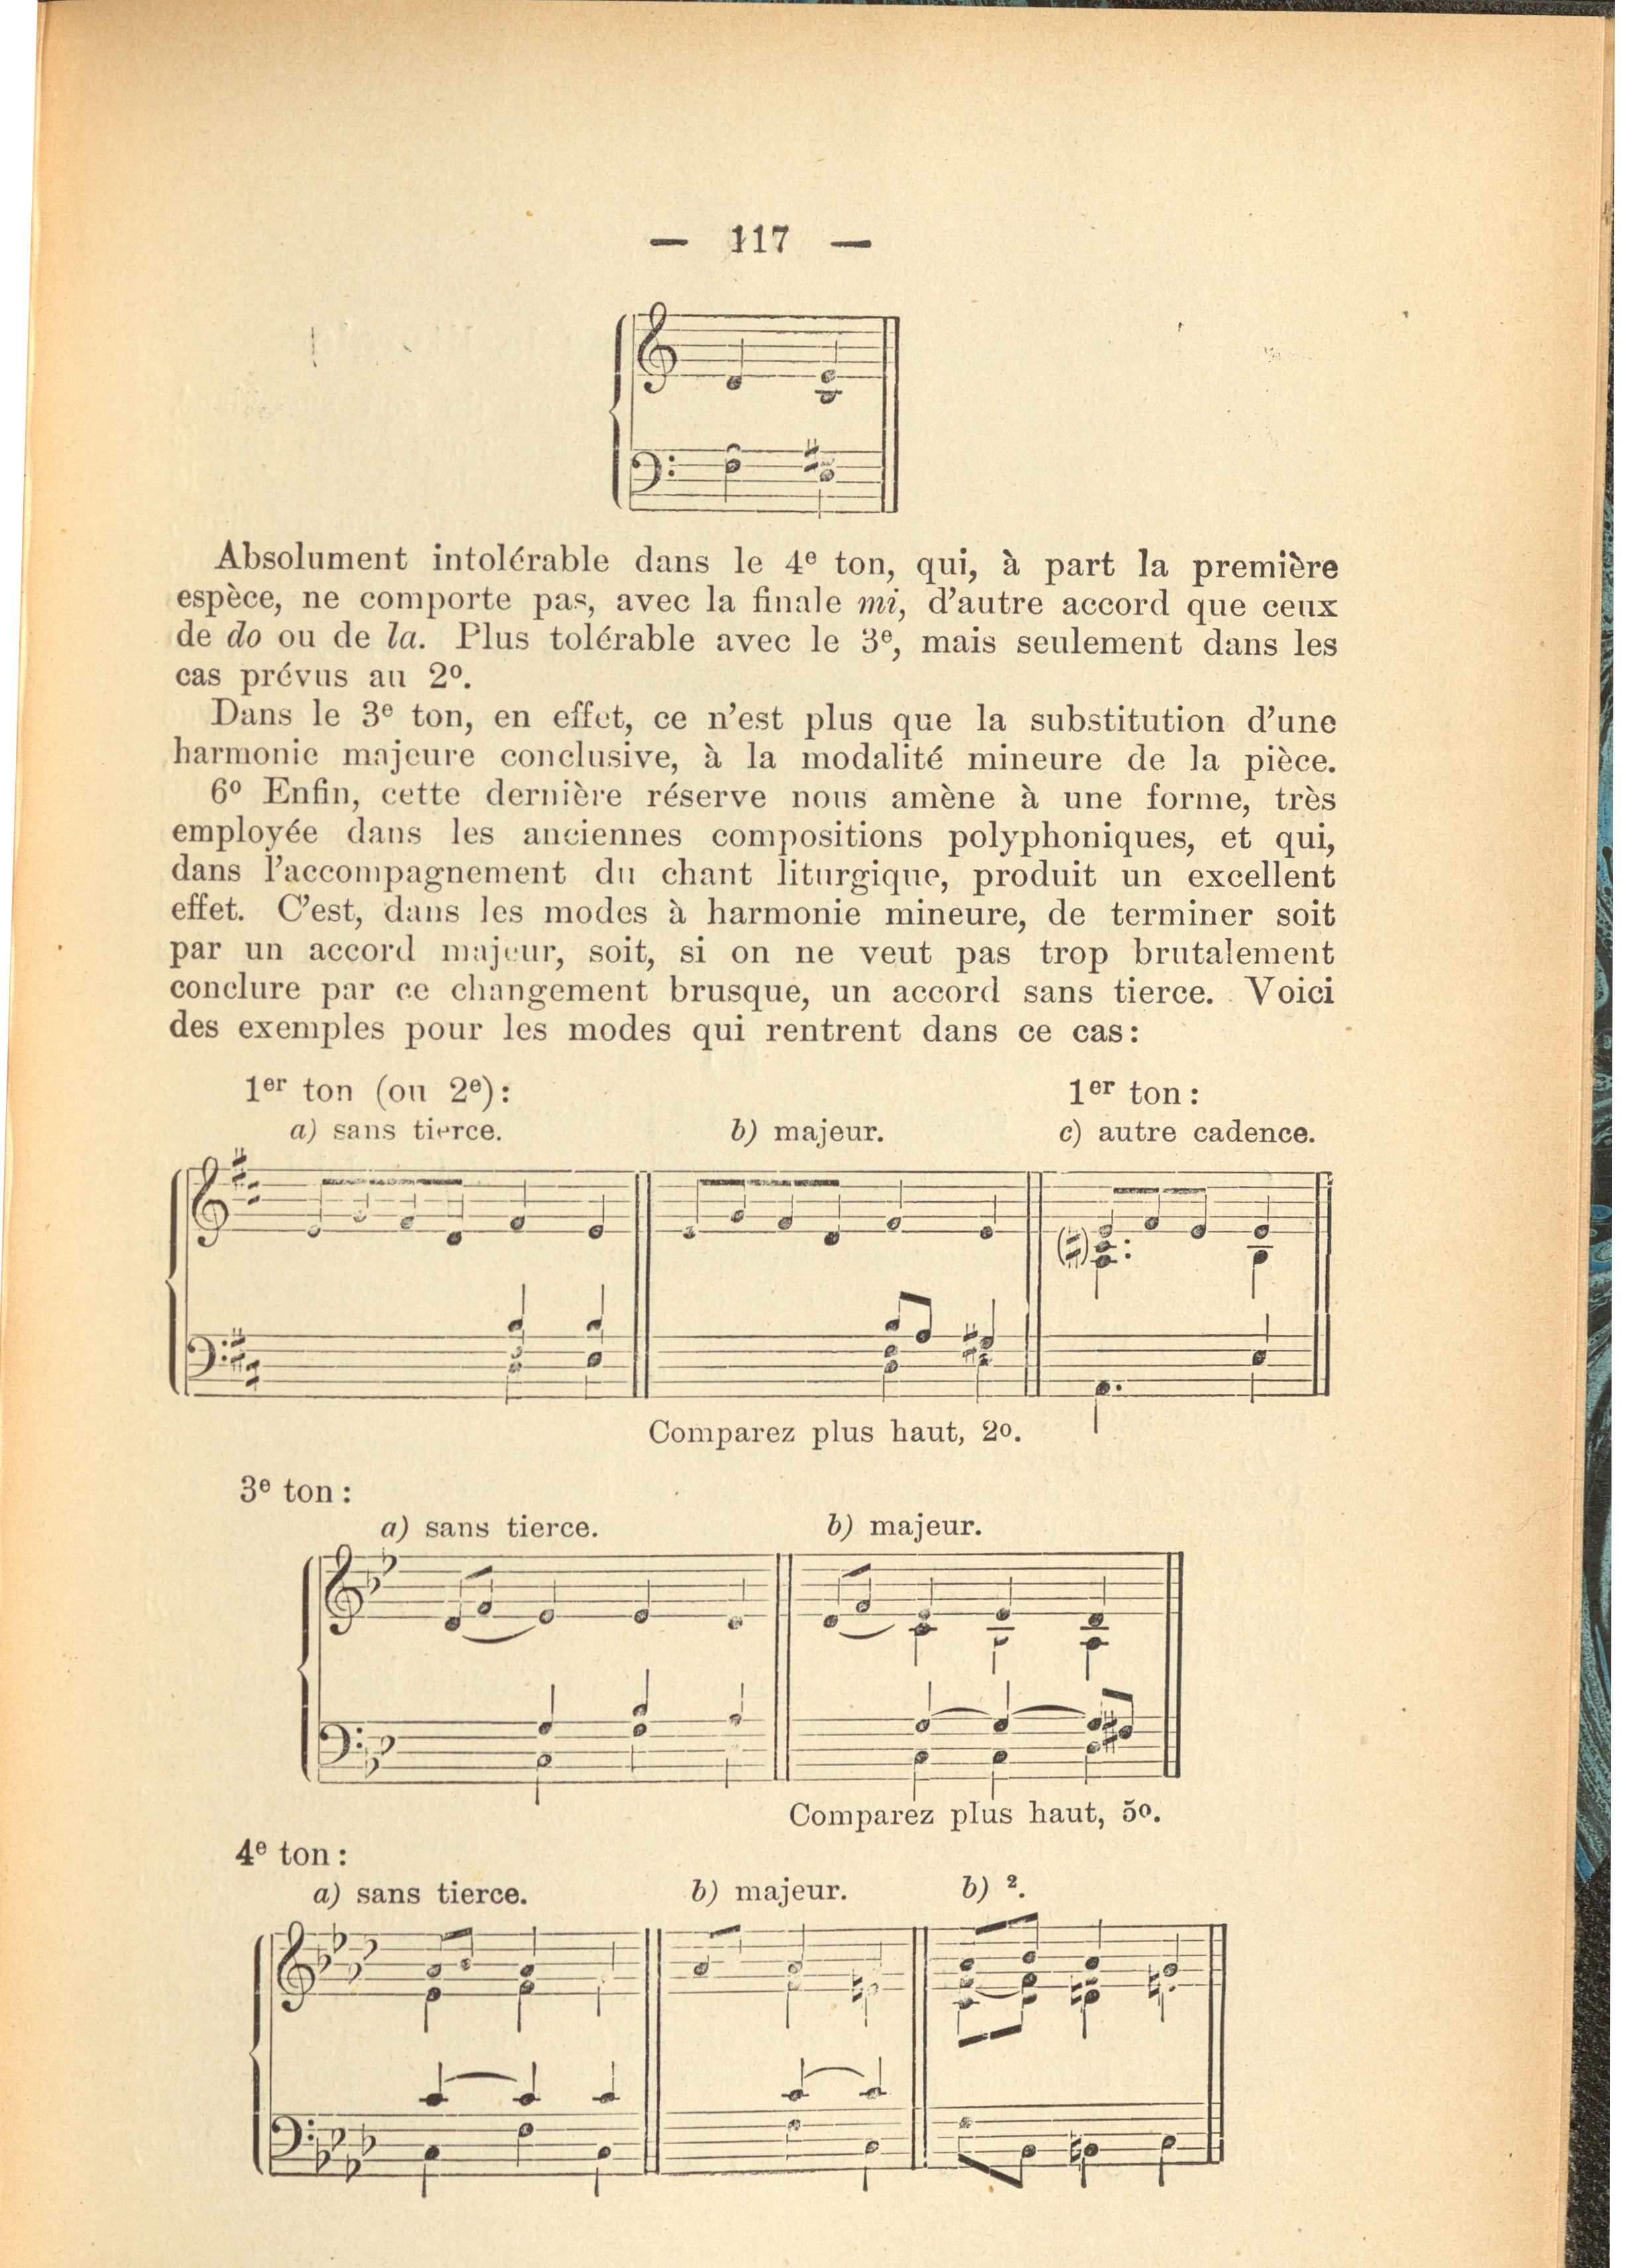 — 117 —
Absolument intolérable dans le 4e ton, qui, à part la première
espèce, ne comporte pas, avec la finale mi, d'autre accord que ceux
de do ou de la. Plus tolérable avec le 3e, mais seulement dans les
cas prévus au 2o.
Dans le 3e ton, en effet, ce n'est plus que la substitution d'une
harmonie majeure conclusive, à la modalité mineure de la pièce.
6o Enfin, cette dernière réserve nous amène à une forme, très
employée dans les anciennes compositions polyphoniques, et qui,
dans l'accompagnement du chant liturgique, produit un excellent
effet. C'est, dans les modes à harmonie mineure, de terminer soit
par un accord majeur, soit, si on ne veut pas trop brutalement
conclure par ce changement brusque, un accord sans tierce. Voici
des exemples pour les modes qui rentrent dans ce cas:
1er ton (ou 2e):
1er ton:
a) sans tierce.
b) majeur.
c) autre cadence.
Comparez plus haut, 2o.
3e ton:
a) sans tierce.
b) majeur.
Comparez plus haut, 5o.
4e ton:
a) sans tierce.
b) majeur.
b) 2.